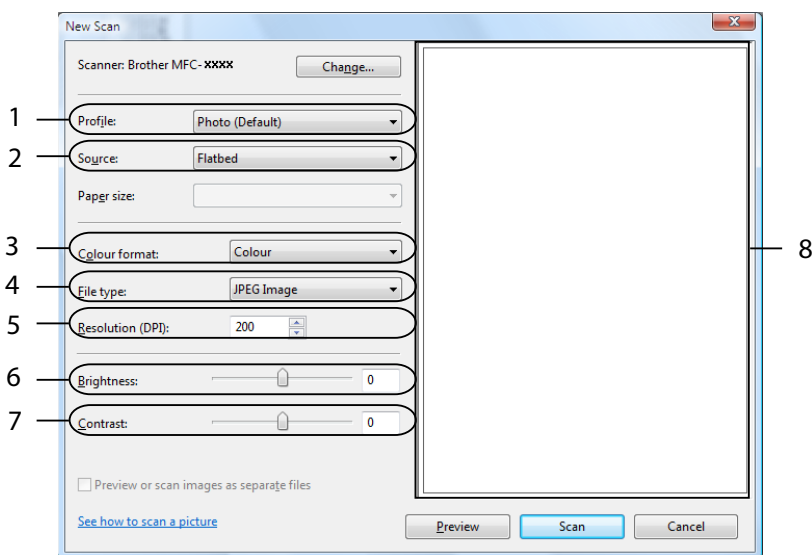 New Scan
Scanner: Brother MFC- xxxx
Change...
1
Profile:
Photo (Default)
2
Source:
Flatbed
Paper size:
3
Colour format:
Colour
4
File type:
JPEG Image
5
Resolution (DPI):
200
6
Brightness:
0
7
Contrast:
0
8
Preview or scan images as separate files
See how to scan a picture
Preview
Scan
Cancel